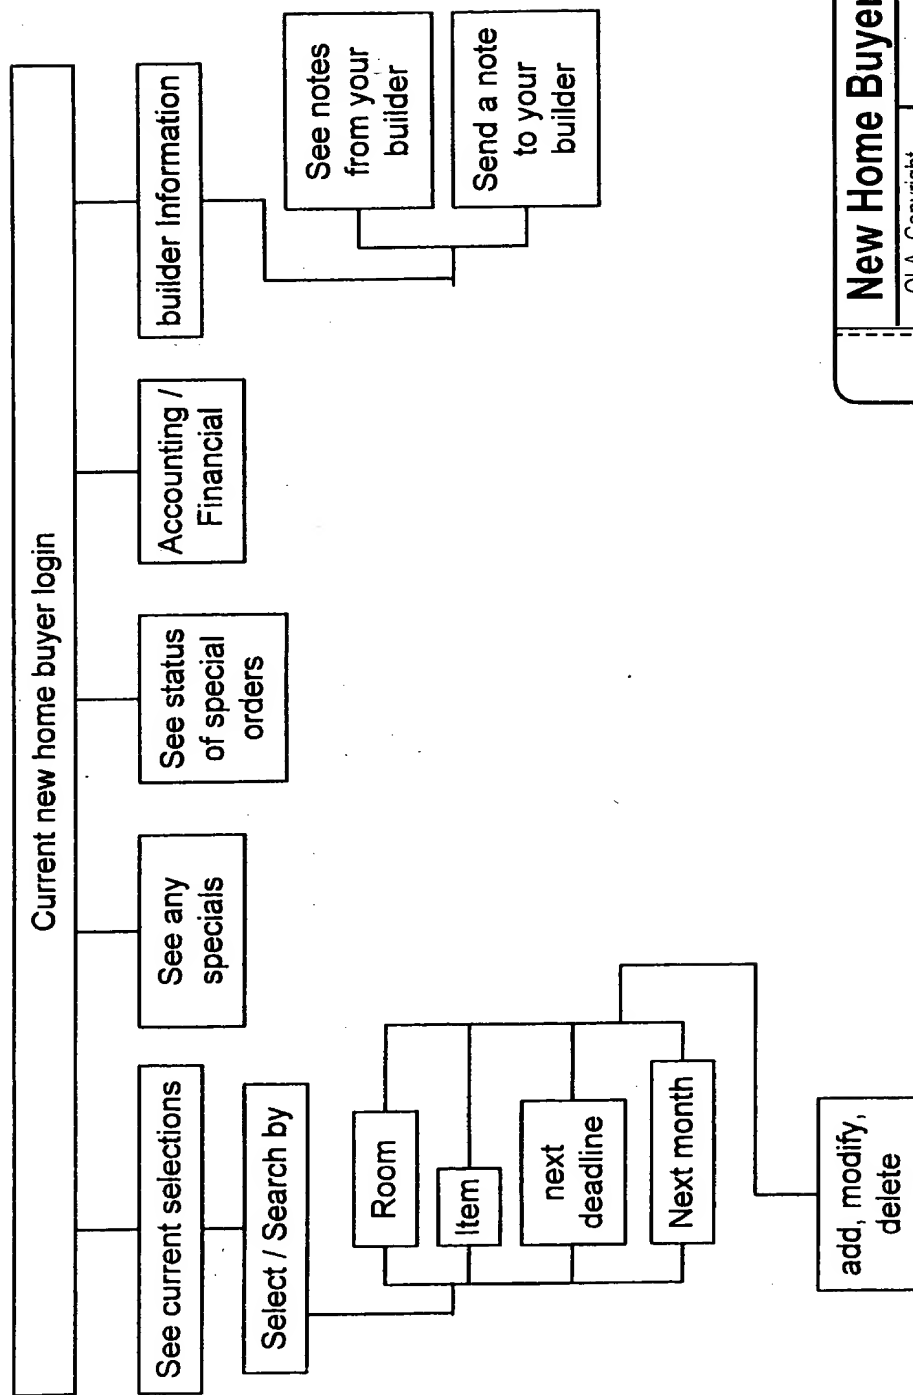 Current new home buyer login
See current selections
See any
specials
See status
of special
orders
Accounting /
Financial
builder Information
Select / Search by
Room
Item
next
deadline
Next month
add, modify,
delete
See notes
from your
builder
Send a note
to your
builder
New Home Buyer
Copyright